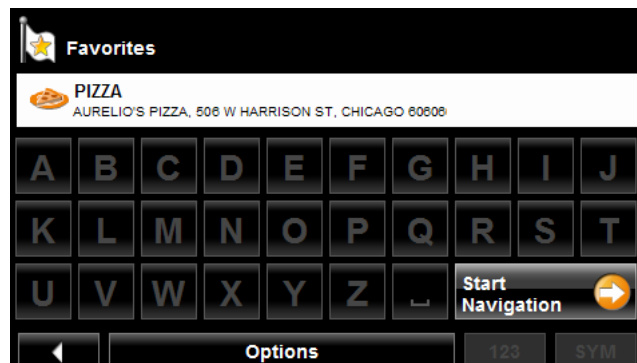 Favorites
PIZZA
AURELIO'S PIZZA, 506 W HARRISON ST, CHICAGO 60606
A B C D E F G H I J
K L M N O P Q R S T
U V W X Y Z Start Navigation
Options 123 SYM